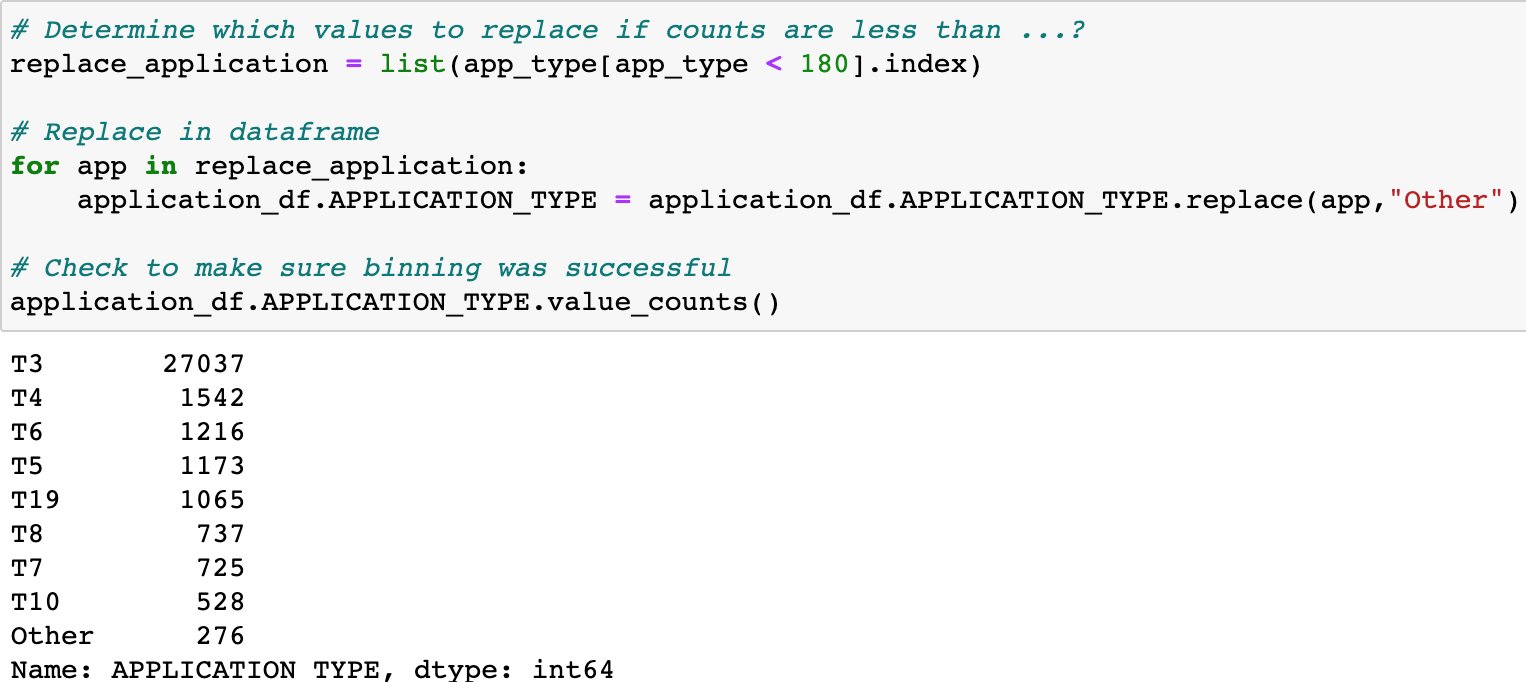 # Determine which values to replace if counts are less than ...?
replace_application = list(app_type[app_type < 180].index)
# Replace in dataframe
for app in replace_application:
    application_df.APPLICATION_TYPE = application_df.APPLICATION_TYPE.replace(app,"Other")
# Check to make sure binning was successful
application_df.APPLICATION_TYPE.value_counts()
T3       27037
T4        1542
T6        1216
T5        1173
T19       1065
T8         737
T7         725
T10        528
Other      276
Name: APPLICATION_TYPE, dtype: int64